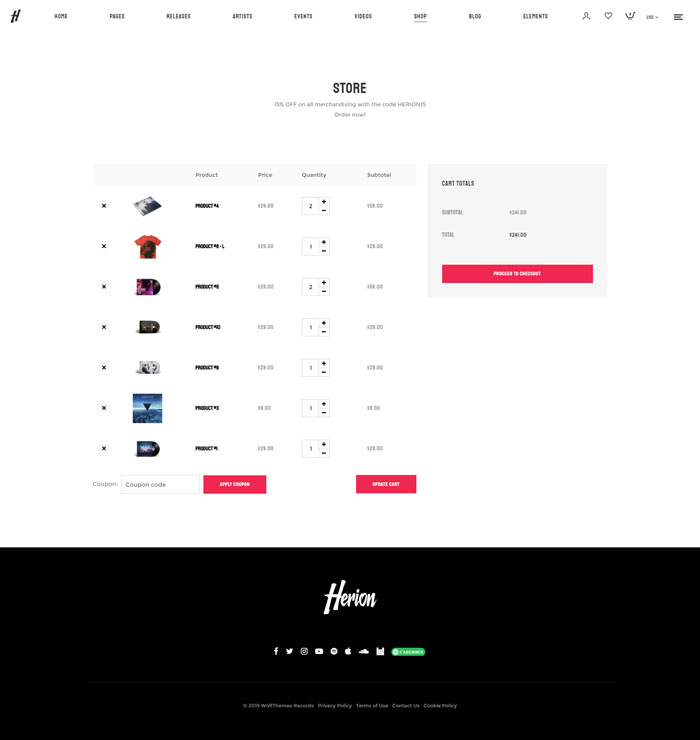 H
HOME PAGES RELEASES ARTISTS EVENTS VIDEOS SHOP BLOG ELEMENTS USD
STORE
15% OFF on all merchandising with the code HERION15
Order now!
Product Price Quantity Subtotal
PRODUCT #4 $29.00 2 + − $58.00
PRODUCT #6 - L $29.00 1 + − $29.00
$29.00 2 + − $58.00
PRODUCT #10 $29.00 1 + − $29.00
$29.00 1 + − $29.00
PRODUCT #3 $9.00 1 + − $9.00
PRODUCT #1 $29.00 1 + − $29.00
Coupon: Coupon code APPLY COUPON UPDATE CART
CART TOTALS
SUBTOTAL $241.00
TOTAL $241.00
PROCEED TO CHECKOUT
Herion
S'ABONNER
© 2019 WolfThemes Records Privacy Policy Terms of Use Contact Us Cookie Policy